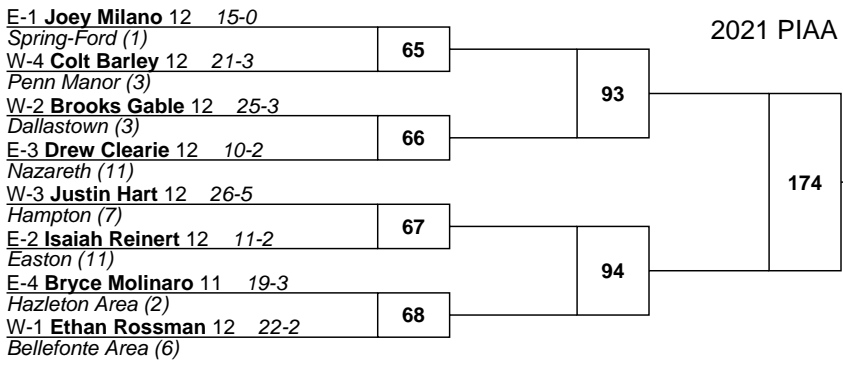 E-1 Joey Milano 12 15-0
2021 PIAA
Spring-Ford (1)
65
W-4 Colt Barley 12 21-3
Penn Manor (3)
93
W-2 Brooks Gable 12 25-3
Dallastown (3)
66
E-3 Drew Clearie 12 10-2
Nazareth (11)
174
W-3 Justin Hart 12 26-5
Hampton (7)
67
E-2 Isaiah Reinert 12 11-2
Easton (11)
94
E-4 Bryce Molinaro 11 19-3
Hazleton Area (2)
68
W-1 Ethan Rossman 12 22-2
Bellefonte Area (6)